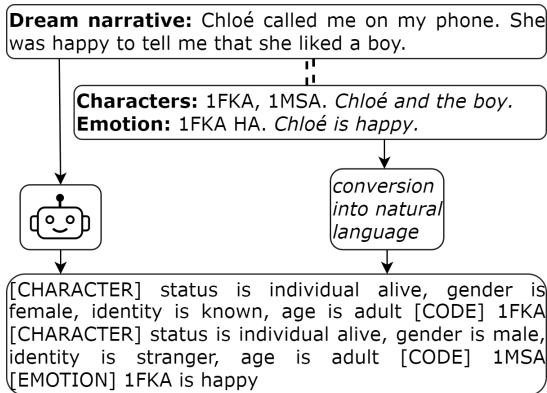 Dream narrative: Chloé called me on my phone. She
was happy to tell me that she liked a boy.
Characters: 1FKA, 1MSA. Chloé and the boy.
Emotion: 1FKA HA. Chloé is happy.
conversion
into natural
language
[CHARACTER] status is individual alive, gender is
female, identity is known, age is adult [CODE] 1FKA
[CHARACTER] status is individual alive, gender is male,
identity is stranger, age is adult [CODE] 1MSA
[EMOTION] 1FKA is happy